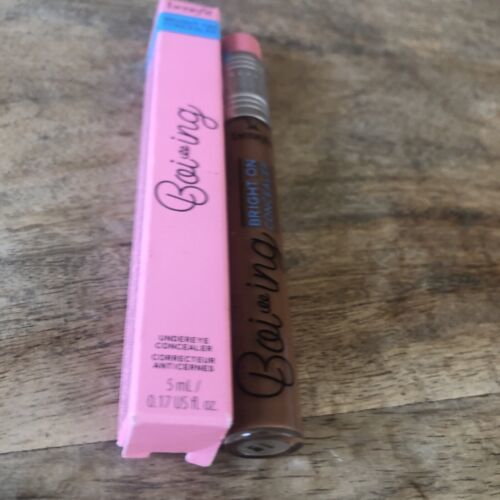 benefit
Boi-ing
UNDEREYE
CONCEALER
CORRECTEUR
ANTICERNES
5 mL /
0.17 US fl. oz.
Boi-ing
BRIGHT ON
CONCEALER